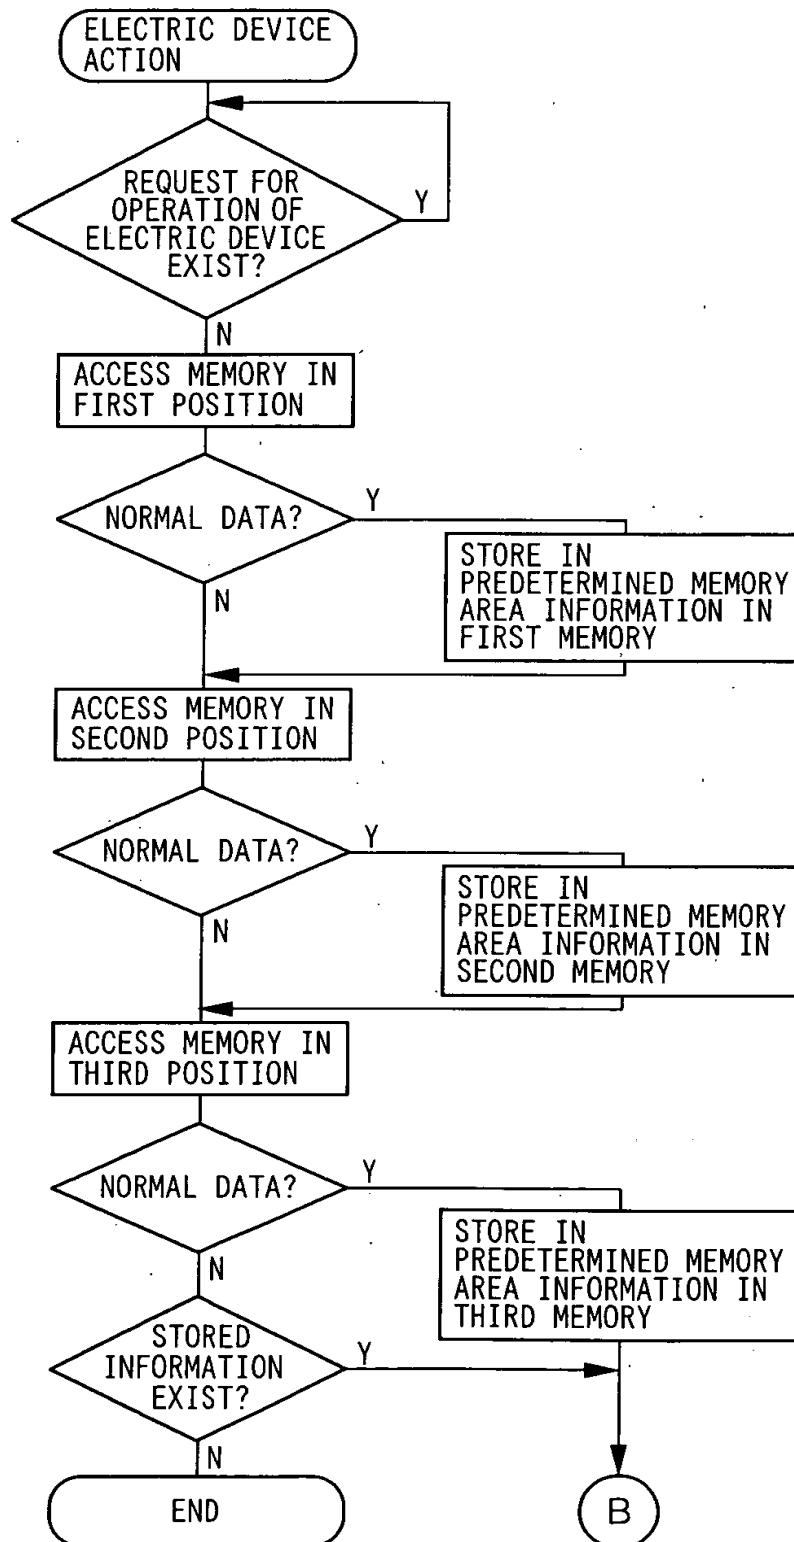 ELECTRIC DEVICE
ACTION
REQUEST FOR
OPERATION OF
ELECTRIC DEVICE
EXIST?
Y
N
ACCESS MEMORY IN
FIRST POSITION
NORMAL DATA?
Y
N
STORE IN
PREDETERMINED MEMORY
AREA INFORMATION IN
FIRST MEMORY
ACCESS MEMORY IN
SECOND POSITION
NORMAL DATA?
Y
N
STORE IN
PREDETERMINED MEMORY
AREA INFORMATION IN
SECOND MEMORY
ACCESS MEMORY IN
THIRD POSITION
NORMAL DATA?
Y
N
STORE IN
PREDETERMINED MEMORY
AREA INFORMATION IN
THIRD MEMORY
STORED
INFORMATION
EXIST?
Y
N
END
B